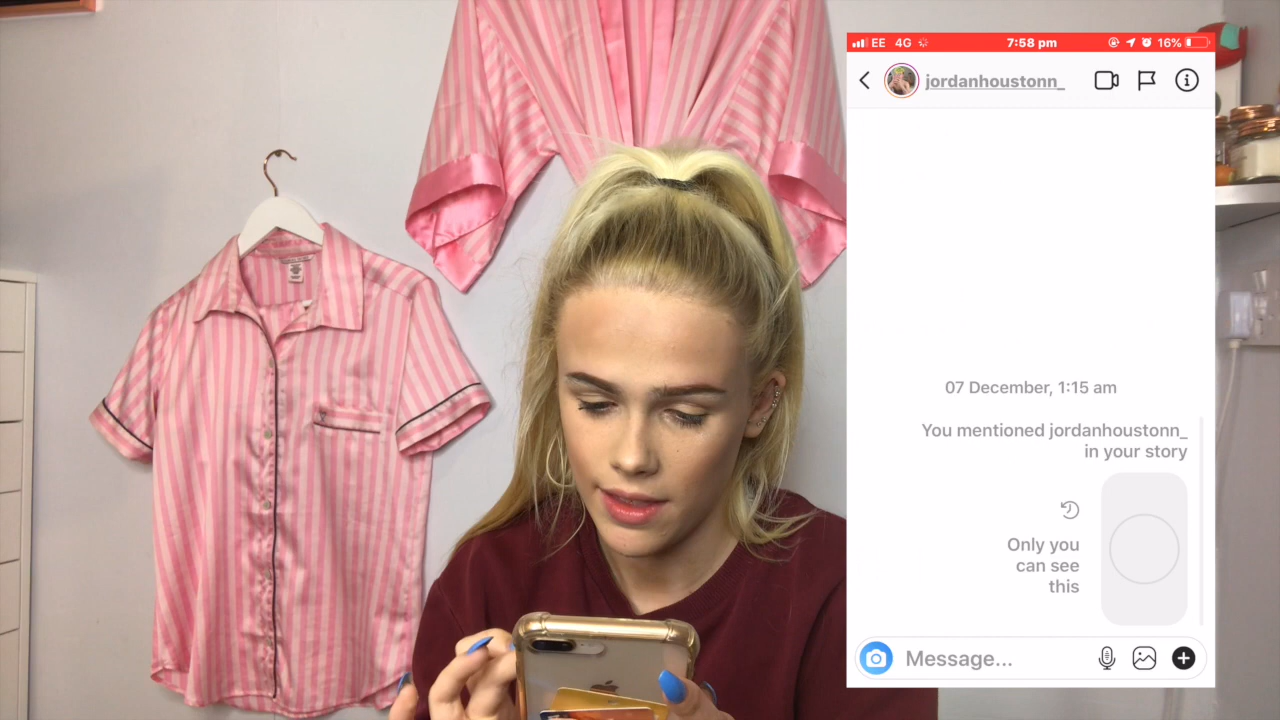 EE 4G 7:58 pm 16%
jordanhoustonn_
07 December, 1:15 am
You mentioned jordanhoustonn_
in your story
Only you
can see
this
Message...